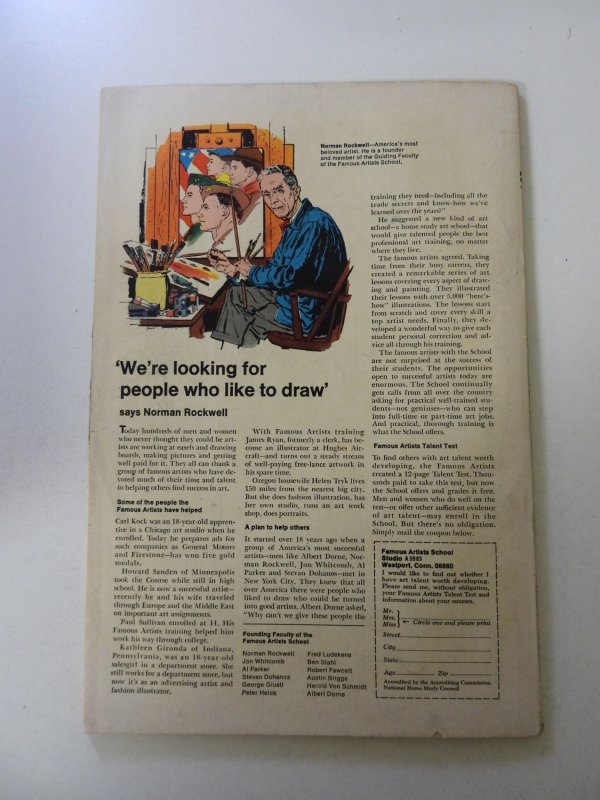 Norman Rockwell—America's most
beloved artist. He is a founder
and member of the Guiding Faculty
of the Famous Artists School.
'We're looking for
people who like to draw'
says Norman Rockwell
Today hundreds of men and women
who never thought they could be art-
ists are working at easels and drawing
boards, making pictures and getting
well paid for it. They all can thank a
group of famous artists who have de-
voted much of their time and talent
to helping others find success in art.
Some of the people the
Famous Artists have helped
Carl Kock was an 18-year-old appren-
tice in a Chicago art studio when he
enrolled. Today he prepares ads for
such companies as General Motors
and Firestone–has won five gold
medals.
Howard Sanden of Minneapolis
took the Course while still in high
school. He is now a successful artist–
recently he and his wife traveled
through Europe and the Middle East
on important art assignments.
Paul Sullivan enrolled at 14. His
Famous Artists training helped him
work his way through college.
Kathleen Gironda of Indiana,
Pennsylvania, was an 18-year-old
salesgirl in a department store. She
still works for a department store, but
now it's as an advertising artist and
fashion illustrator.
With Famous Artists training
James Ryan, formerly a clerk, has be-
come an illustrator at Hughes Air-
craft–and turns out a steady stream
of well-paying free-lance artwork in
his spare time.
Oregon housewife Helen Tryk lives
150 miles from the nearest big city.
But she does fashion illustration, has
her own studio, runs an art work
shop, does portraits.
A plan to help others
It started over 18 years ago when a
group of America's most successful
artists–men like Albert Dorne, Nor-
man Rockwell, Jon Whitcomb, Al
Parker and Stevan Dohanos–met in
New York City. They knew that all
over America there were people who
liked to draw who could be turned
into good artists. Albert Dorne asked,
"Why can't we give these people the
Founding Faculty of the
Famous Artists School
Norman Rockwell
Jon Whitcomb
Al Parker
Stevan Dohanos
George Giusti
Peter Helck
Fred Ludekens
Ben Stahl
Robert Fawcett
Austin Briggs
Harold Von Schmidt
Albert Dorne
training they need–including all the
trade secrets and know-how we've
learned over the years?"
He suggested a new kind of art
school–a home study art school–that
would give talented people the best
professional art training, no matter
where they live.
The famous artists agreed. Taking
time from their busy careers, they
created a remarkable series of art
lessons covering every aspect of draw-
ing and painting. They illustrated
their lessons with over 5,000 "here's-
how" illustrations. The lessons start
from scratch and cover every skill a
top artist needs. Finally, they de-
veloped a wonderful way to give each
student personal correction and ad-
vice all through his training.
The famous artists with the School
are not surprised at the success of
their students. The opportunities
open to successful artists today are
enormous. The School continually
gets calls from all over the country
asking for practical well-trained stu-
dents–not geniuses–who can step
into full-time or part-time art jobs.
And practical, thorough training is
what the School offers.
Famous Artists Talent Test
To find others with art talent worth
developing, the Famous Artists
created a 12-page Talent Test. Thou-
sands paid to take this test, but now
the School offers and grades it free.
Men and women who do well on the
test–or offer other sufficient evidence
of art talent–may enroll in the
School. But there's no obligation.
Simply mail the coupon below.
Famous Artists School
Studio A5963
Westport, Conn. 06880
I would like to find out whether I
have art talent worth developing.
Please send me, without obligation,
your Famous Artists Talent Test and
information about your courses.
Mr.
Mrs.
Miss ← Circle one and please print
Street
City
State
Age Zip
Accredited by the Accrediting Commission
National Home Study Council